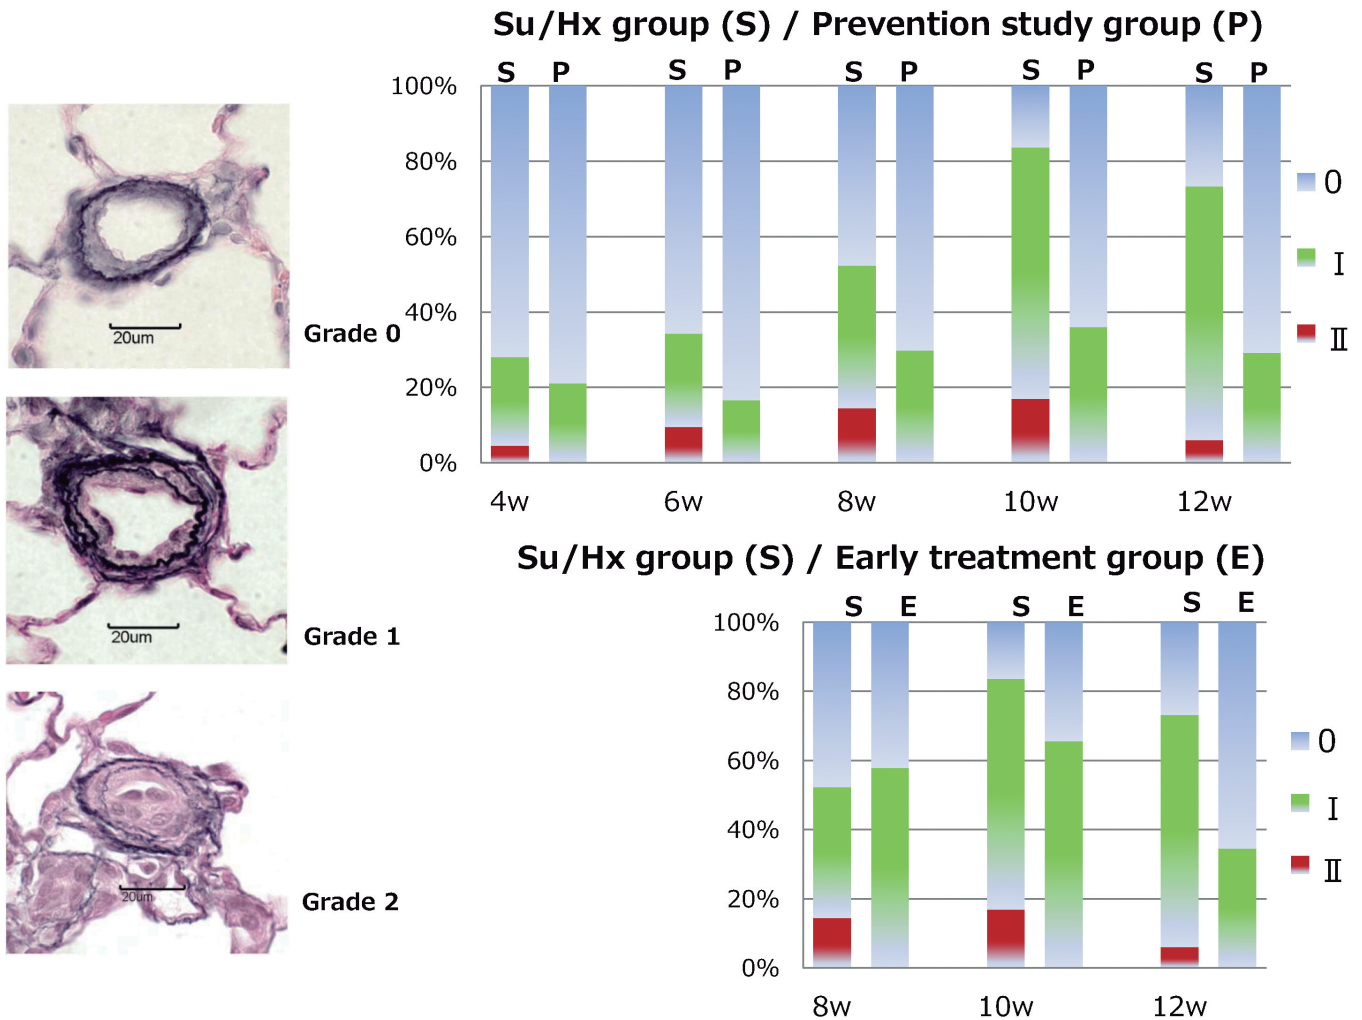 Su/Hx group (S) / Prevention study group (P)
S P S P S P S P S P
100%
80%
60%
40%
20%
0%
4w 6w 8w 10w 12w
0
I
II
20um
Grade 0
20um
Grade 1
20um
Grade 2
Su/Hx group (S) / Early treatment group (E)
S E S E S E
100%
80%
60%
40%
20%
0%
8w 10w 12w
0
I
II